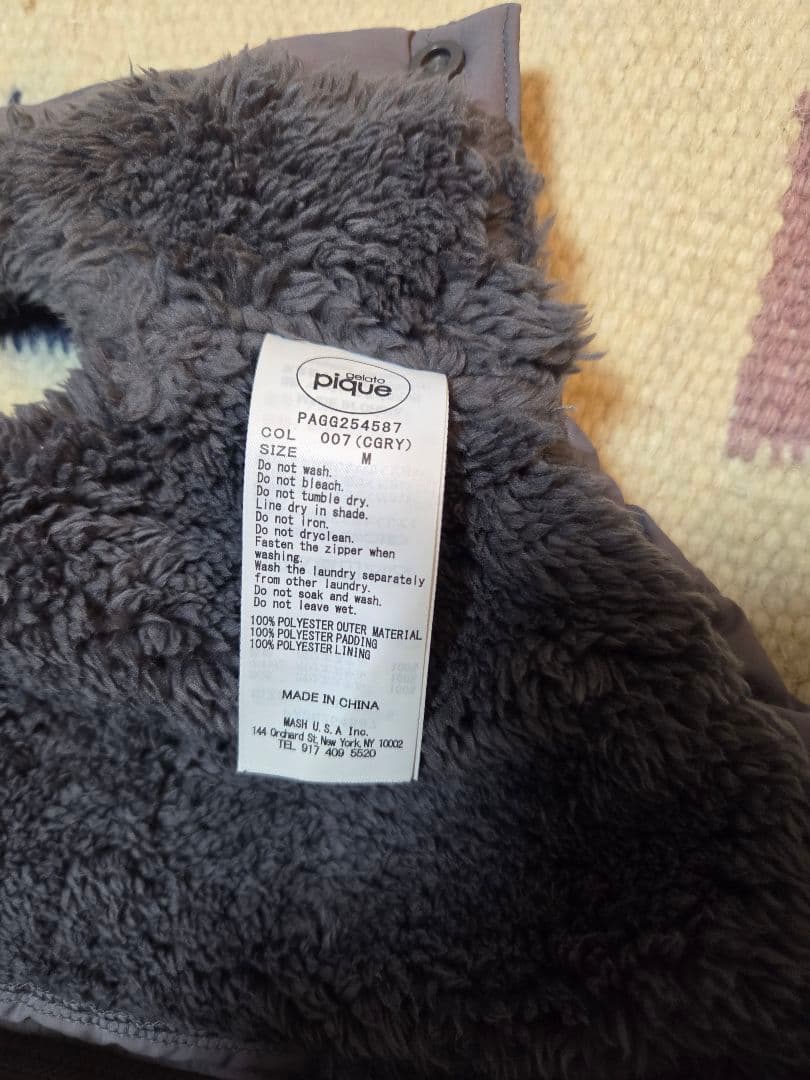 gelato
pique
PAGG254587
COL 007 (CGRY)
SIZE M
Do not wash.
Do not bleach.
Do not tumble dry.
Line dry in shade.
Do not iron.
Do not dryolean.
Fasten the zipper when
washing.
Wash the laundry separately
from other laundry.
Do not soak and wash.
Do not leave wet.
100% POLYESTER OUTER MATERIAL
100% POLYESTER PADDING
100% POLYESTER LINING
MADE IN CHINA
MASH U.S.A Inc.
144 Orchard St, New York, NY 10002
TEL 917 409 5520